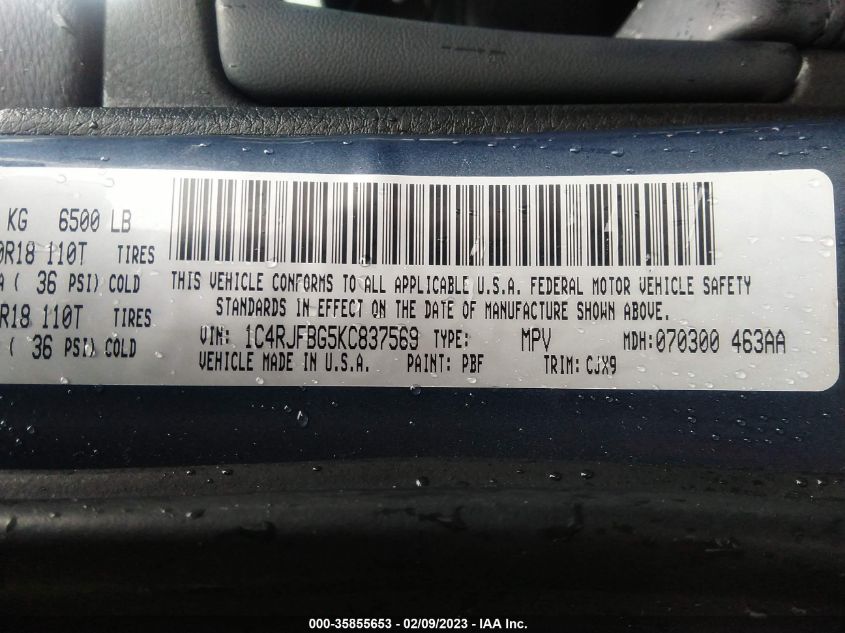 KG 6500 LB
0R18 110T TIRES
( 36 PSI) COLD
R18 110T TIRES
( 36 PSI) COLD
THIS VEHICLE CONFORMS TO ALL APPLICABLE U.S.A. FEDERAL MOTOR VEHICLE SAFETY
STANDARDS IN EFFECT ON THE DATE OF MANUFACTURE SHOWN ABOVE.
VIN: 1C4RJFBG5KC837569 TYPE: MPV MDH: 070300 463AA
VEHICLE MADE IN U.S.A. PAINT: PBF TRIM: CJX9
000-35855653 - 02/09/2023 - IAA Inc.